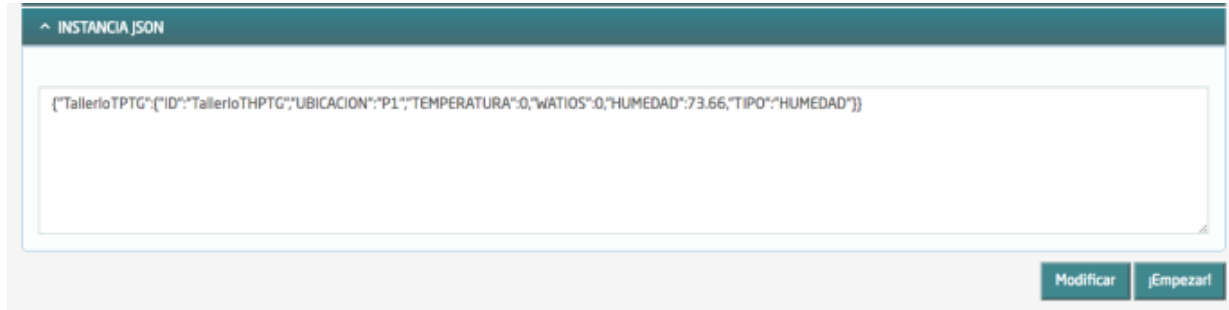 ^ INSTANCIA JSON
{"TallerIoTPTG":{"ID":"TallerIoTHPTG","UBICACION":"P1","TEMPERATURA":0,"WATIOS":0,"HUMEDAD":73.66,"TIPO":"HUMEDAD"}}
Modificar ¡Empezar!